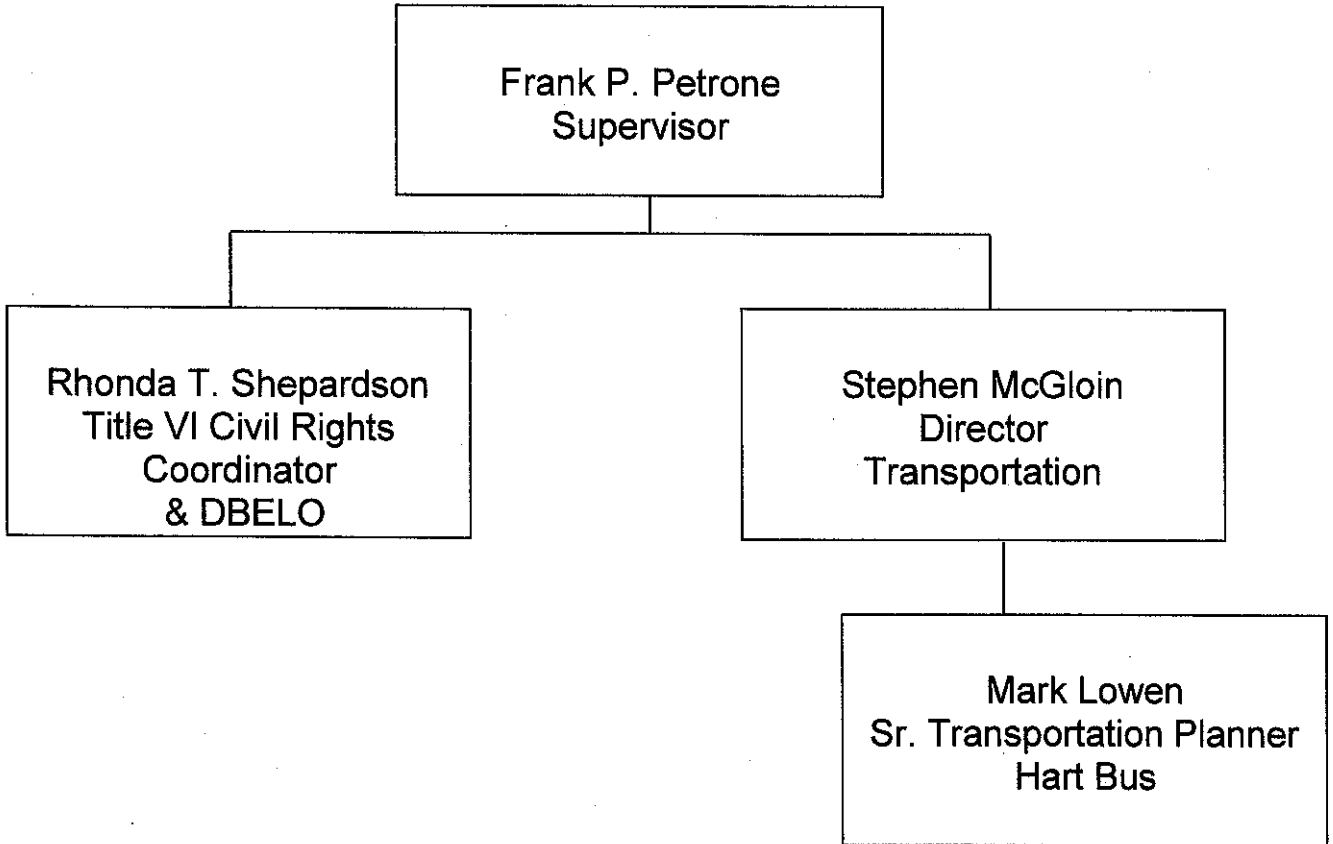 Frank P. Petrone
Supervisor
Rhonda T. Shepardson
Title VI Civil Rights
Coordinator
& DBELO
Stephen McGloin
Director
Transportation
Mark Lowen
Sr. Transportation Planner
Hart Bus